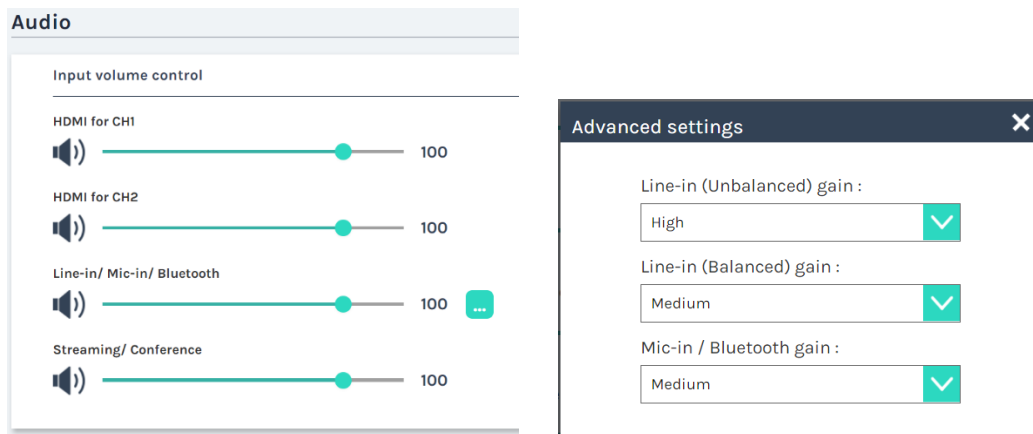 Audio
Input volume control
HDMI for CH1
100
HDMI for CH2
100
Line-in/ Mic-in/ Bluetooth
100 ...
Streaming/ Conference
100
Advanced settings
Line-in (Unbalanced) gain :
High
Line-in (Balanced) gain :
Medium
Mic-in / Bluetooth gain :
Medium